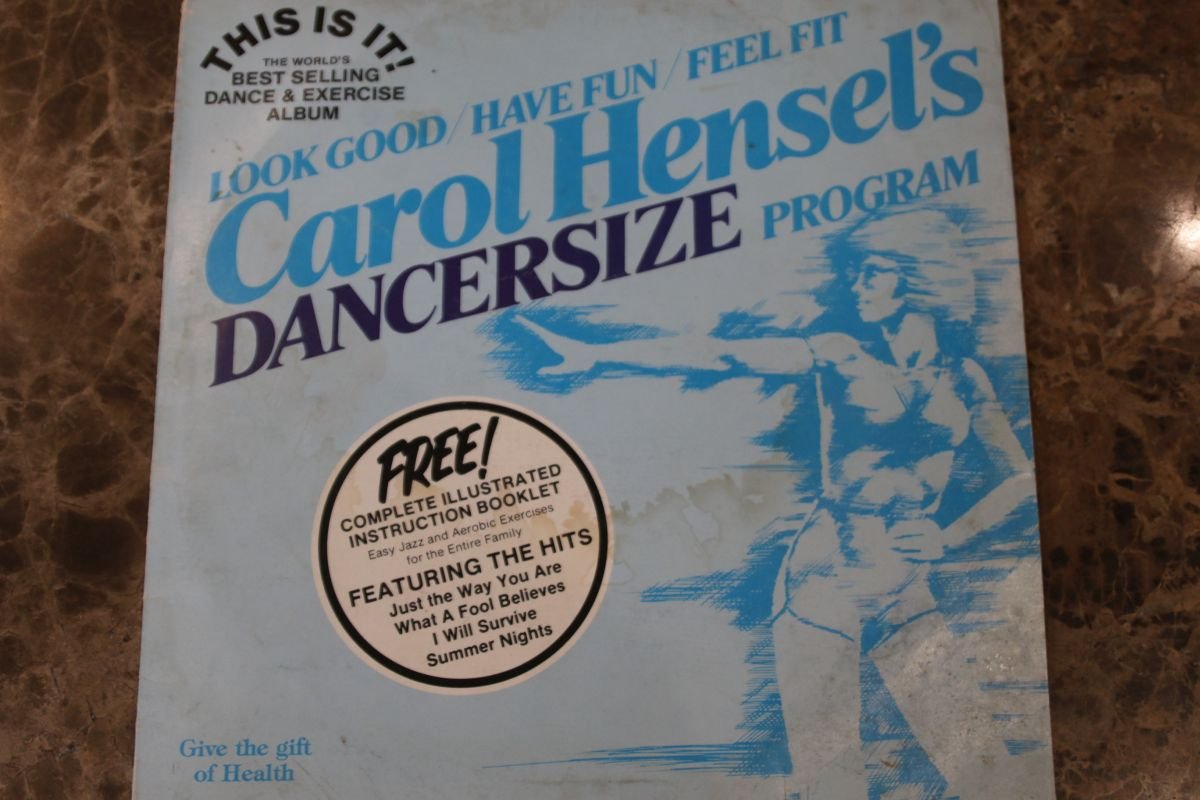 THIS IS IT!
THE WORLD'S
BEST SELLING
DANCE & EXERCISE
ALBUM
LOOK GOOD/HAVE FUN/FEEL FIT
Carol Hensel's
DANCERSIZE PROGRAM
FREE!
COMPLETE ILLUSTRATED
INSTRUCTION BOOKLET
Easy Jazz and Aerobic Exercises
for the Entire Family
FEATURING THE HITS
Just the Way You Are
What A Fool Believes
I Will Survive
Summer Nights
Give the gift
of Health